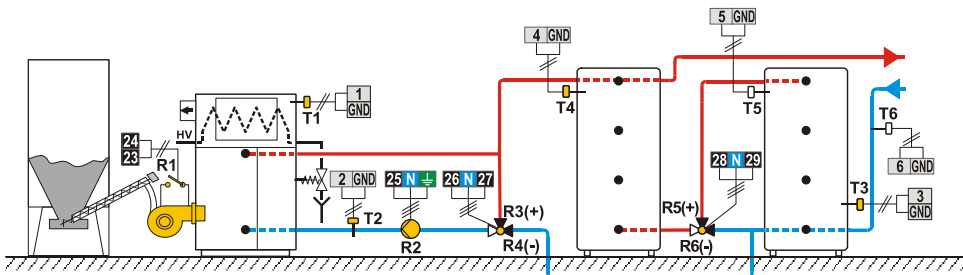 5 GND
4 GND
1
GND
T1
T4
T5
T6
HV
24
23
R1
2 GND
25 N
26 N 27
28 N 29
6 GND
3
GND
T3
T2
R3(+)
R5(+)
R2
R4(-)
R6(-)